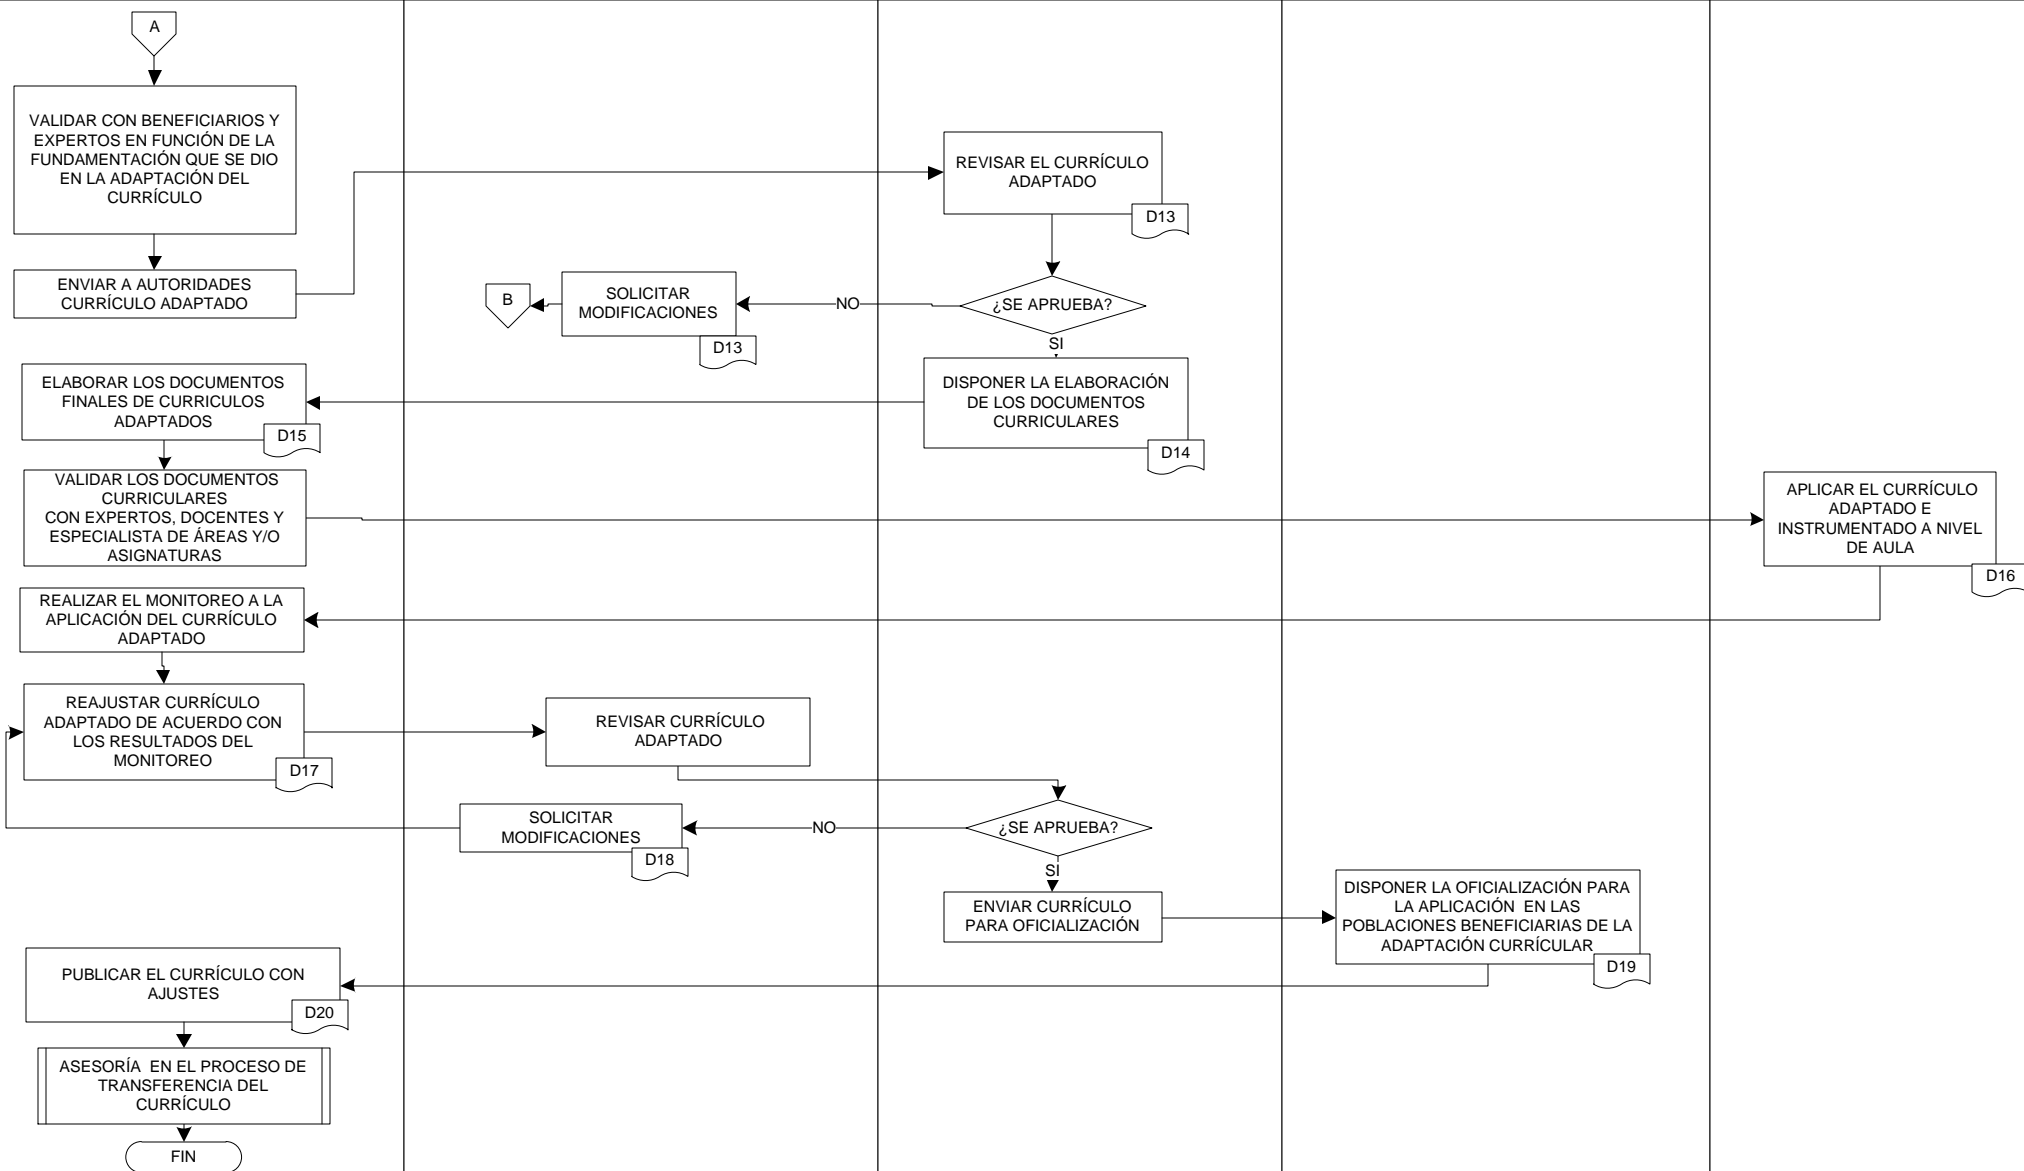 A
VALIDAR CON BENEFICIARIOS Y
EXPERTOS EN FUNCIÓN DE LA
FUNDAMENTACIÓN QUE SE DIO
EN LA ADAPTACIÓN DEL
CURRÍCULO
REVISAR EL CURRÍCULO
ADAPTADO
D13
ENVIAR A AUTORIDADES
CURRÍCULO ADAPTADO
B
SOLICITAR
MODIFICACIONES
D13
NO
¿SE APRUEBA?
SI
ELABORAR LOS DOCUMENTOS
FINALES DE CURRICULOS
ADAPTADOS
D15
DISPONER LA ELABORACIÓN
DE LOS DOCUMENTOS
CURRICULARES
D14
VALIDAR LOS DOCUMENTOS
CURRICULARES
CON EXPERTOS, DOCENTES Y
ESPECIALISTA DE ÁREAS Y/O
ASIGNATURAS
APLICAR EL CURRÍCULO
ADAPTADO E
INSTRUMENTADO A NIVEL
DE AULA
D16
REALIZAR EL MONITOREO A LA
APLICACIÓN DEL CURRÍCULO
ADAPTADO
REAJUSTAR CURRÍCULO
ADAPTADO DE ACUERDO CON
LOS RESULTADOS DEL
MONITOREO
D17
REVISAR CURRÍCULO
ADAPTADO
SOLICITAR
MODIFICACIONES
D18
NO
¿SE APRUEBA?
SI
ENVIAR CURRÍCULO
PARA OFICIALIZACIÓN
DISPONER LA OFICIALIZACIÓN PARA
LA APLICACIÓN  EN LAS
POBLACIONES BENEFICIARIAS DE LA
ADAPTACIÓN CURRÍCULAR
D19
PUBLICAR EL CURRÍCULO CON
AJUSTES
D20
ASESORÍA  EN EL PROCESO DE
TRANSFERENCIA DEL
CURRÍCULO
FIN